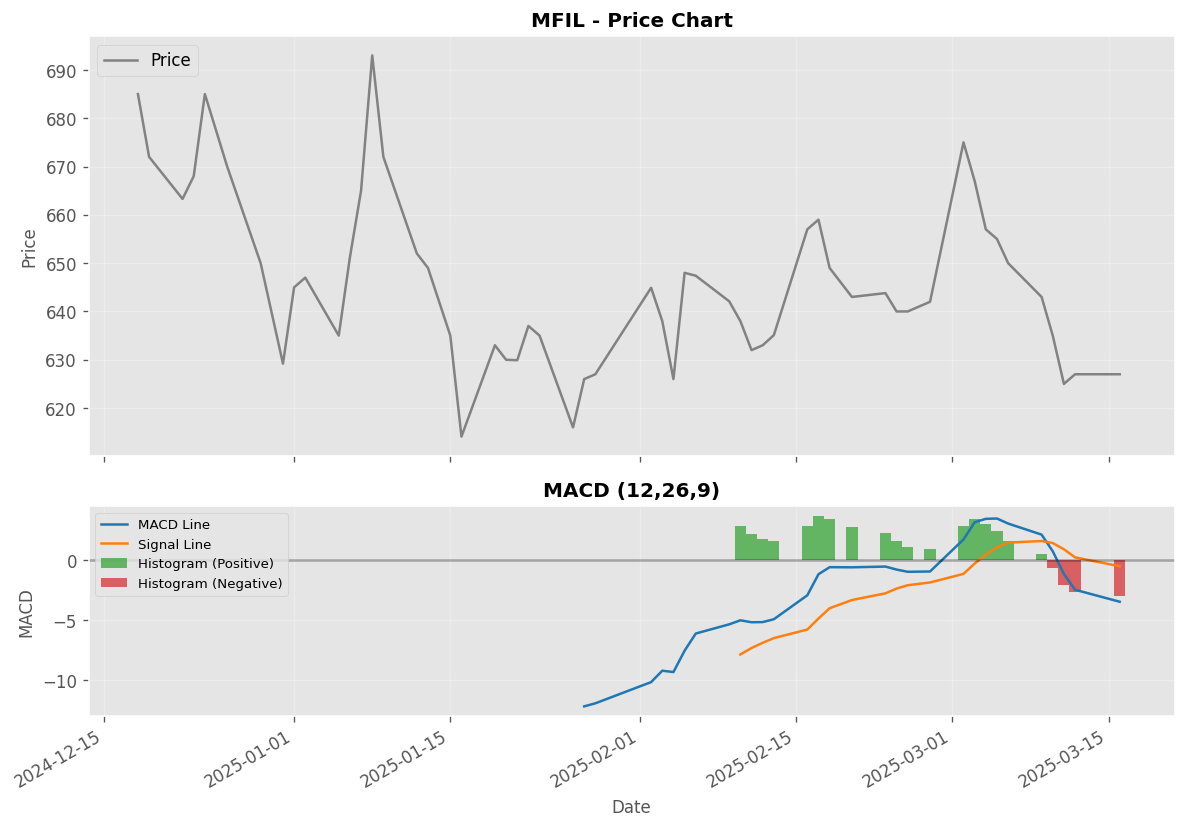 MFIL - Price Chart
Price
690
680
670
660
650
640
630
620
Price
MACD (12,26,9)
MACD Line
Signal Line
Histogram (Positive)
Histogram (Negative)
0
−5
−10
MACD
2024-12-15
2025-01-01
2025-01-15
2025-02-01
2025-02-15
2025-03-01
2025-03-15
Date